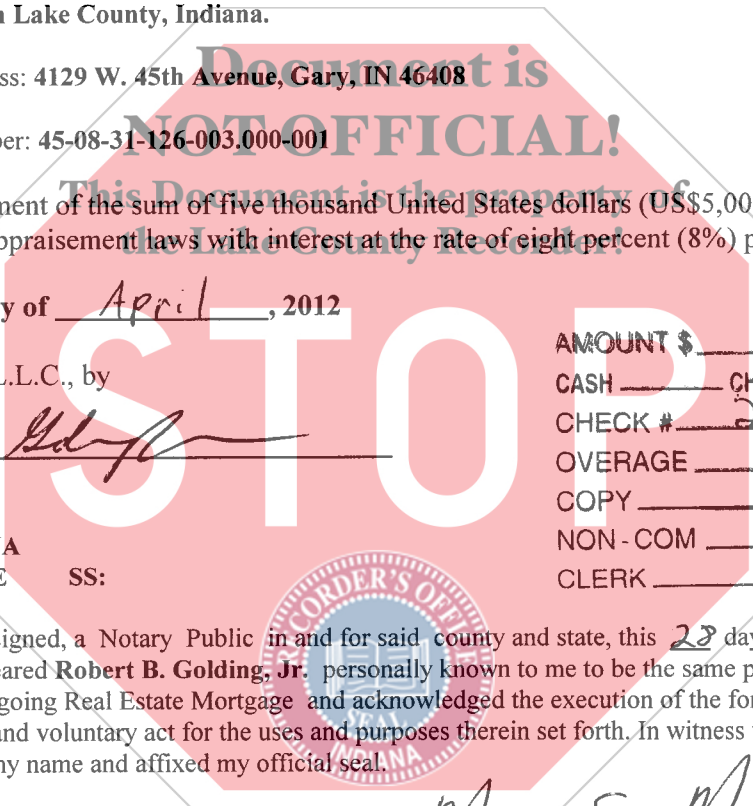 n Lake County, Indiana.
ss: 4129 W. 45th Avenue, Gary, IN 46408
Document is
ber: 45-08-31-126-003.000-001
NOT OFFICIAL!
This Document is the property of
ment of the sum of five thousand United States dollars (US$5,00
the Lake County Recorder!
ppraisement laws with interest at the rate of eight percent (8%) p
y of April, 2012
STOP
L.L.C., by
AMOUNT $
CASH CH
CHECK #
OVERAGE
COPY
NON-COM
CLERK
NA
E SS:
RECORDER'S OFFICE
SEAL
INDIANA
igned, a Notary Public in and for said county and state, this 28 day
eared Robert B. Golding, Jr. personally known to me to be the same p
going Real Estate Mortgage and acknowledged the execution of the for
and voluntary act for the uses and purposes therein set forth. In witness
ny name and affixed my official seal.